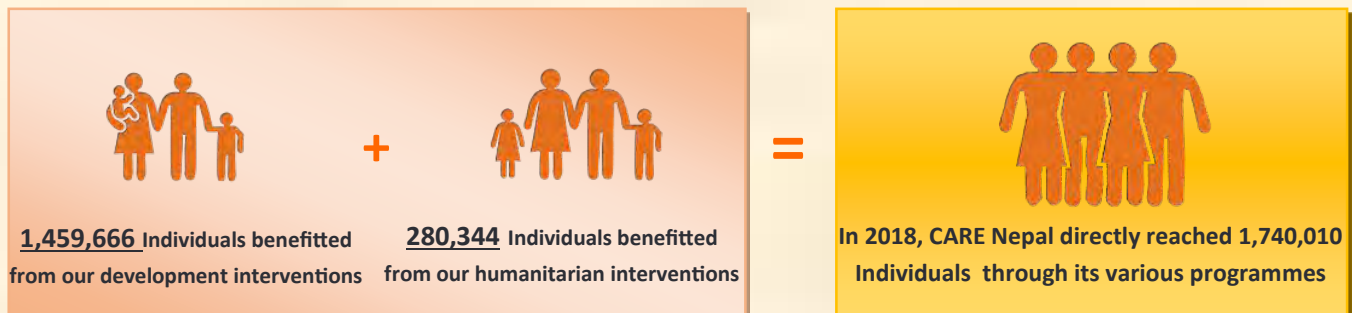 +
=
1,459,666 Individuals benefitted
from our development interventions
280,344 Individuals benefitted
from our humanitarian interventions
In 2018, CARE Nepal directly reached 1,740,010
Individuals through its various programmes